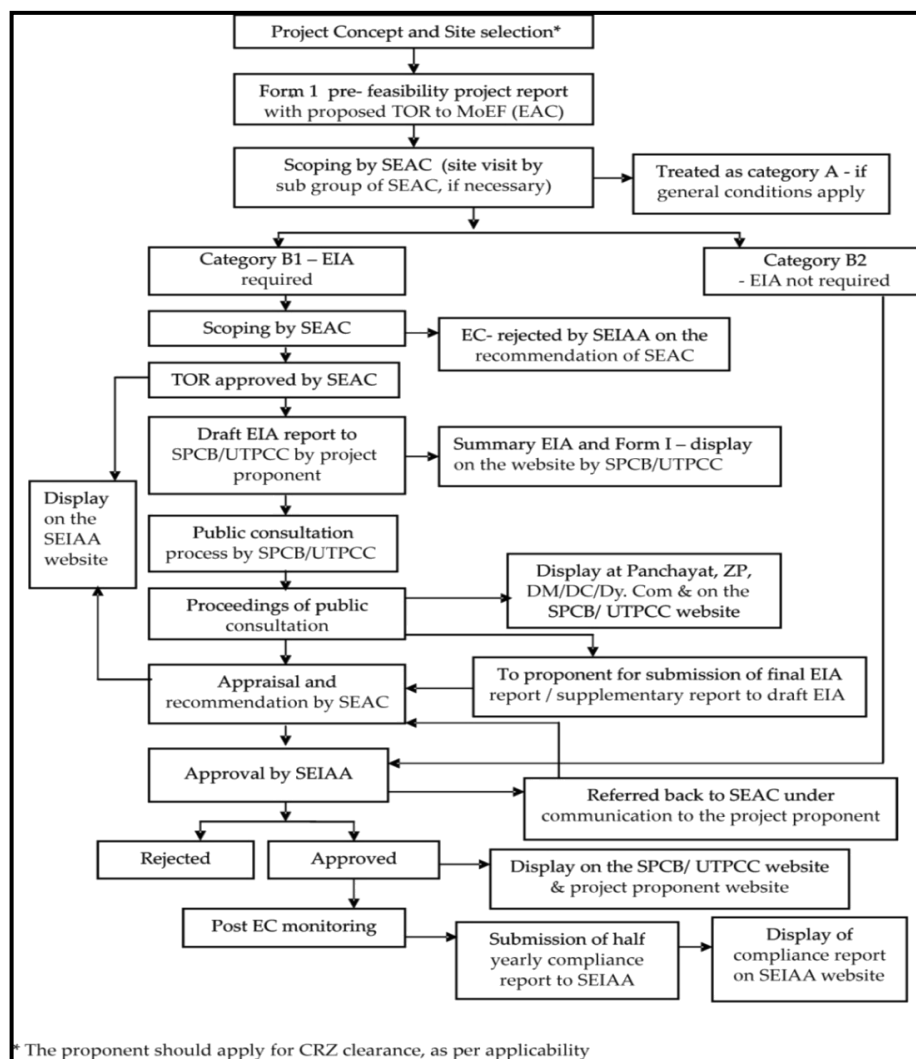 Project Concept and Site selection*
Form 1 pre- feasibility project report
with proposed TOR to MoEF (EAC)
Scoping by SEAC (site visit by
sub group of SEAC, if necessary)
Treated as category A - if
general conditions apply
Category B1 – EIA
required
Category B2
- EIA not required
Scoping by SEAC
EC- rejected by SEIAA on the
recommendation of SEAC
TOR approved by SEAC
Draft EIA report to
SPCB/UTPCC by project
proponent
Summary EIA and Form I – display
on the website by SPCB/UTPCC
Display
on the
SEIAA
website
Public consultation
process by SPCB/UTPCC
Display at Panchayat, ZP,
DM/DC/Dy. Com & on the
SPCB/ UTPCC website
Proceedings of public
consultation
To proponent for submission of final EIA
report / supplementary report to draft EIA
Appraisal and
recommendation by SEAC
Approval by SEIAA
Referred back to SEAC under
communication to the project proponent
Rejected
Approved
Display on the SPCB/ UTPCC website
& project proponent website
Post EC monitoring
Submission of half
yearly compliance
report to SEIAA
Display of
compliance report
on SEIAA website
* The proponent should apply for CRZ clearance, as per applicability